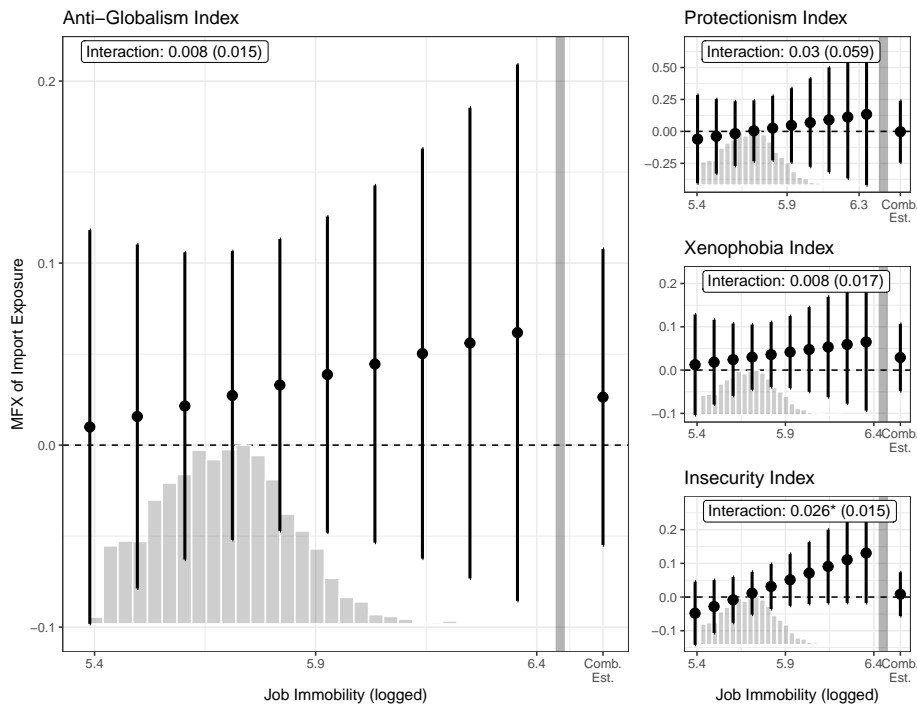 Anti−Globalism Index
Interaction: 0.008 (0.015)
MFX of Import Exposure
0.2
0.1
0.0
−0.1
5.4 5.9 6.4 Comb. Est.
Job Immobility (logged)
Protectionism Index
Interaction: 0.03 (0.059)
0.50
0.25
0.00
−0.25
5.4 5.9 6.3 Comb. Est.
Xenophobia Index
Interaction: 0.008 (0.017)
0.2
0.1
0.0
−0.1
5.4 5.9 6.4 Comb. Est.
Insecurity Index
Interaction: 0.026* (0.015)
0.2
0.1
0.0
−0.1
5.4 5.9 6.4 Comb. Est.
Job Immobility (logged)